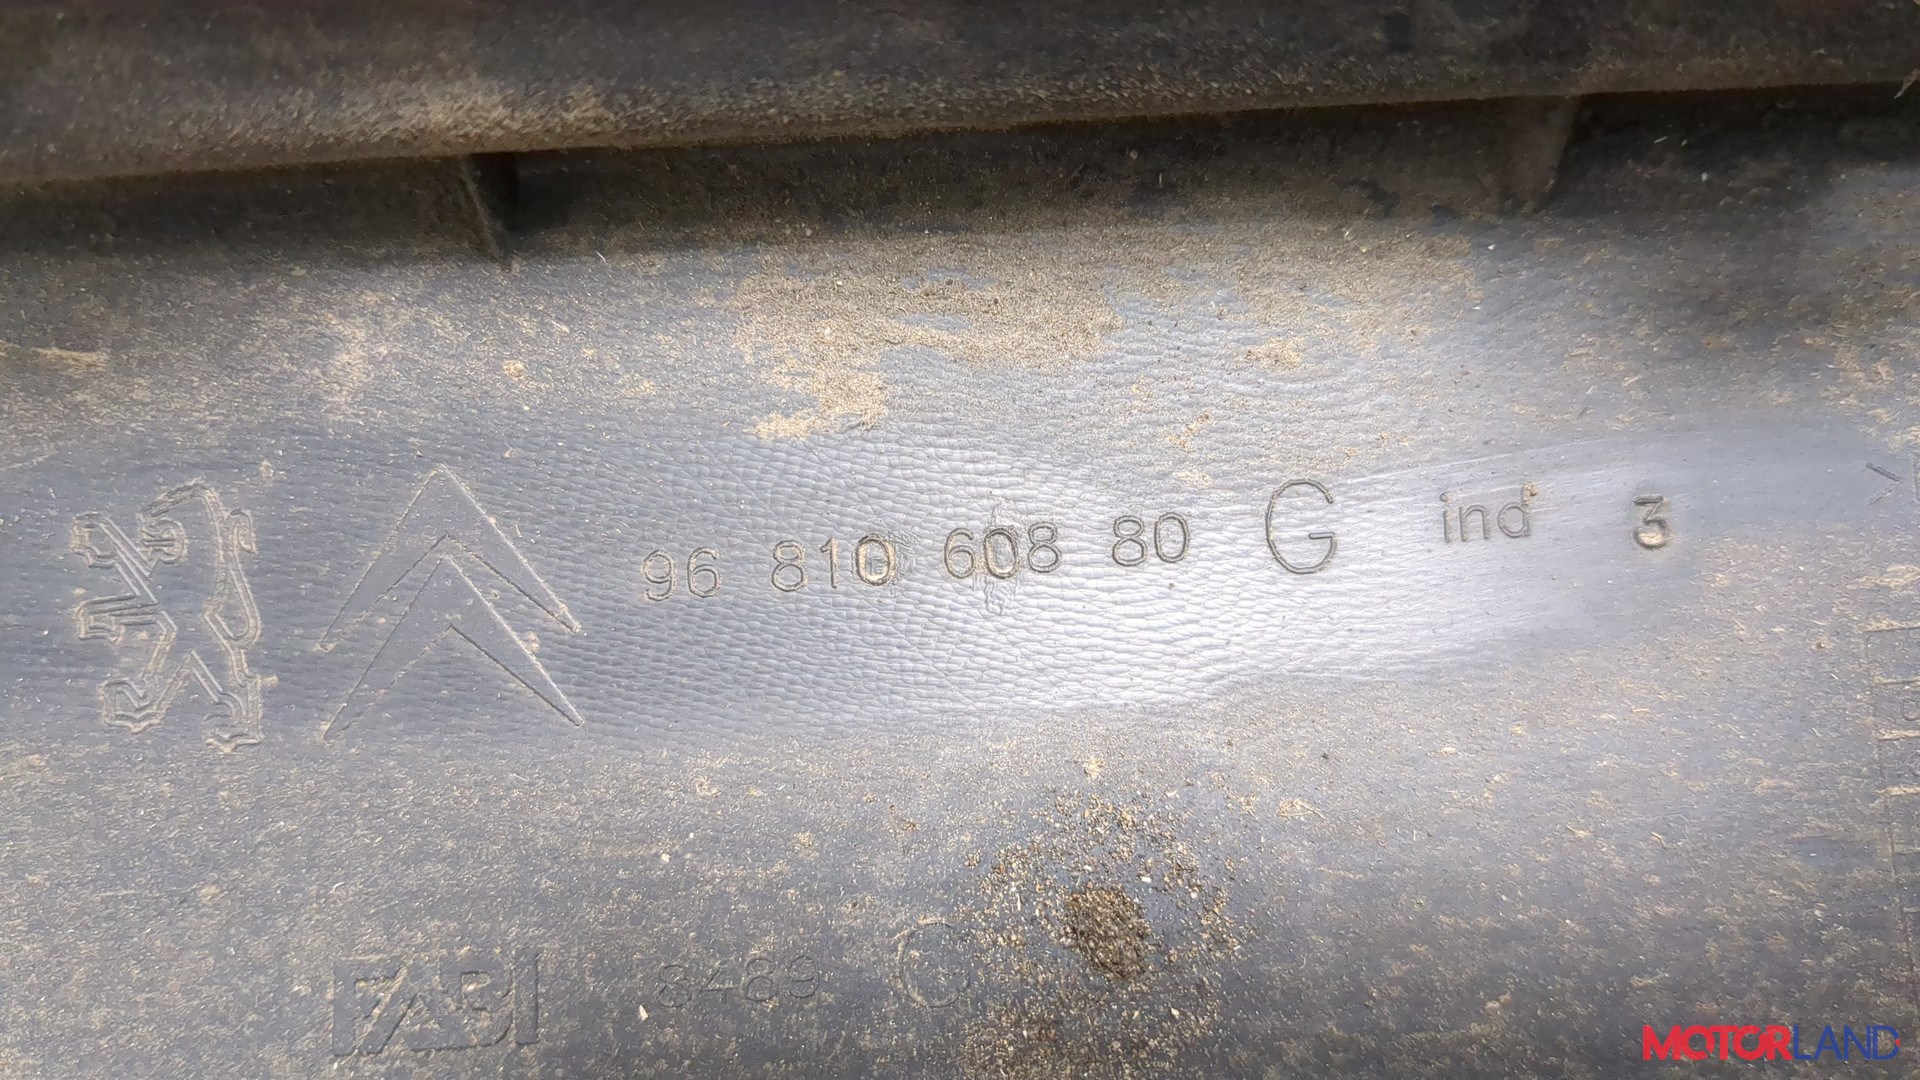 96 810 608 80 G ind 3
FABI 8489 C
MOTORLAND